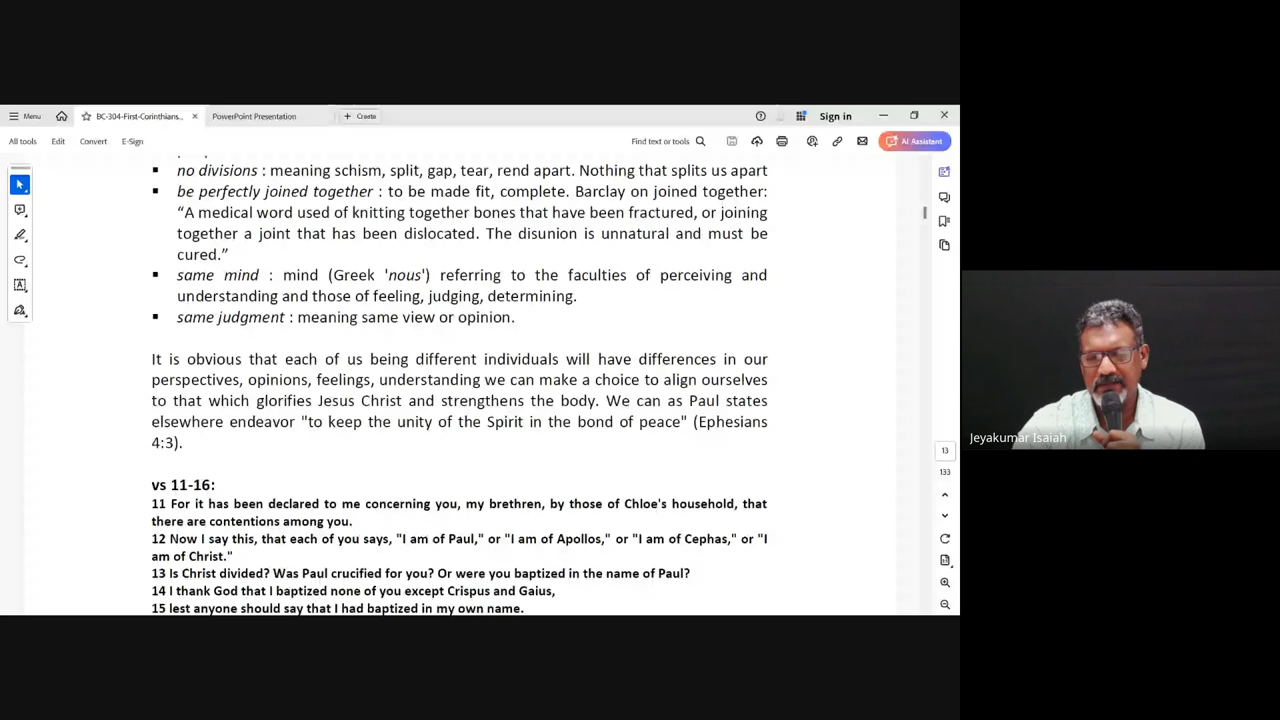 Menu
BC-304-First-Corinthians...
PowerPoint Presentation
Create
Sign in
All tools
Edit
Convert
E-Sign
Find text or tools
AI Assistant
no divisions : meaning schism, split, gap, tear, rend apart. Nothing that splits us apart
be perfectly joined together : to be made fit, complete. Barclay on joined together:
“A medical word used of knitting together bones that have been fractured, or joining
together a joint that has been dislocated. The disunion is unnatural and must be
cured.”
same mind : mind (Greek 'nous') referring to the faculties of perceiving and
understanding and those of feeling, judging, determining.
same judgment : meaning same view or opinion.
It is obvious that each of us being different individuals will have differences in our
perspectives, opinions, feelings, understanding we can make a choice to align ourselves
to that which glorifies Jesus Christ and strengthens the body. We can as Paul states
elsewhere endeavor "to keep the unity of the Spirit in the bond of peace" (Ephesians
4:3).
vs 11-16:
11 For it has been declared to me concerning you, my brethren, by those of Chloe's household, that
there are contentions among you.
12 Now I say this, that each of you says, "I am of Paul," or "I am of Apollos," or "I am of Cephas," or "I
am of Christ."
13 Is Christ divided? Was Paul crucified for you? Or were you baptized in the name of Paul?
14 I thank God that I baptized none of you except Crispus and Gaius,
15 lest anyone should say that I had baptized in my own name.
13
133
Jeyakumar Isaiah